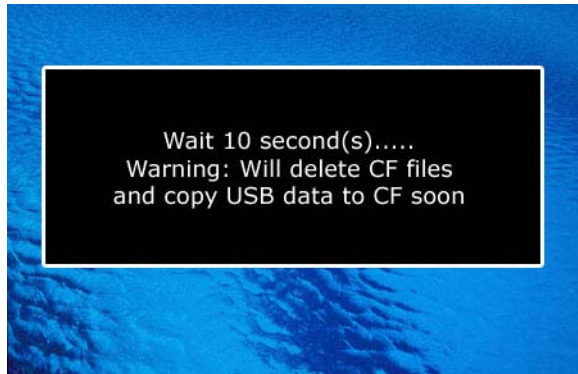 Wait 10 second(s).....
Warning: Will delete CF files
and copy USB data to CF soon